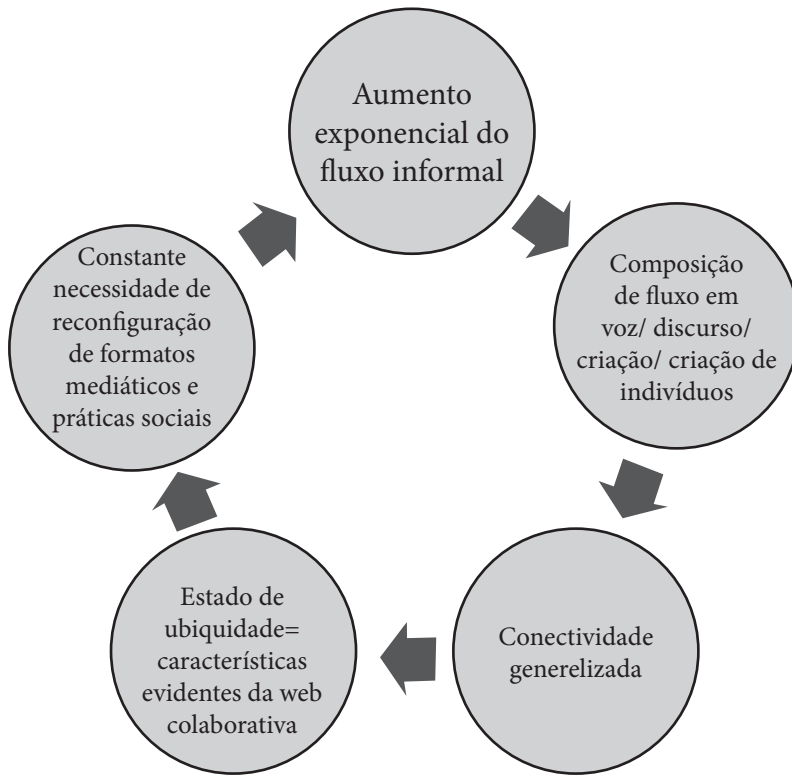 Aumento
exponencial do
fluxo informal
Composição
de fluxo em
voz/ discurso/
criação/ criação de
indivíduos
Conectividade
generelizada
Estado de
ubiquidade=
características
evidentes da web
colaborativa
Constante
necessidade de
reconfiguração
de formatos
mediáticos e
práticas sociais